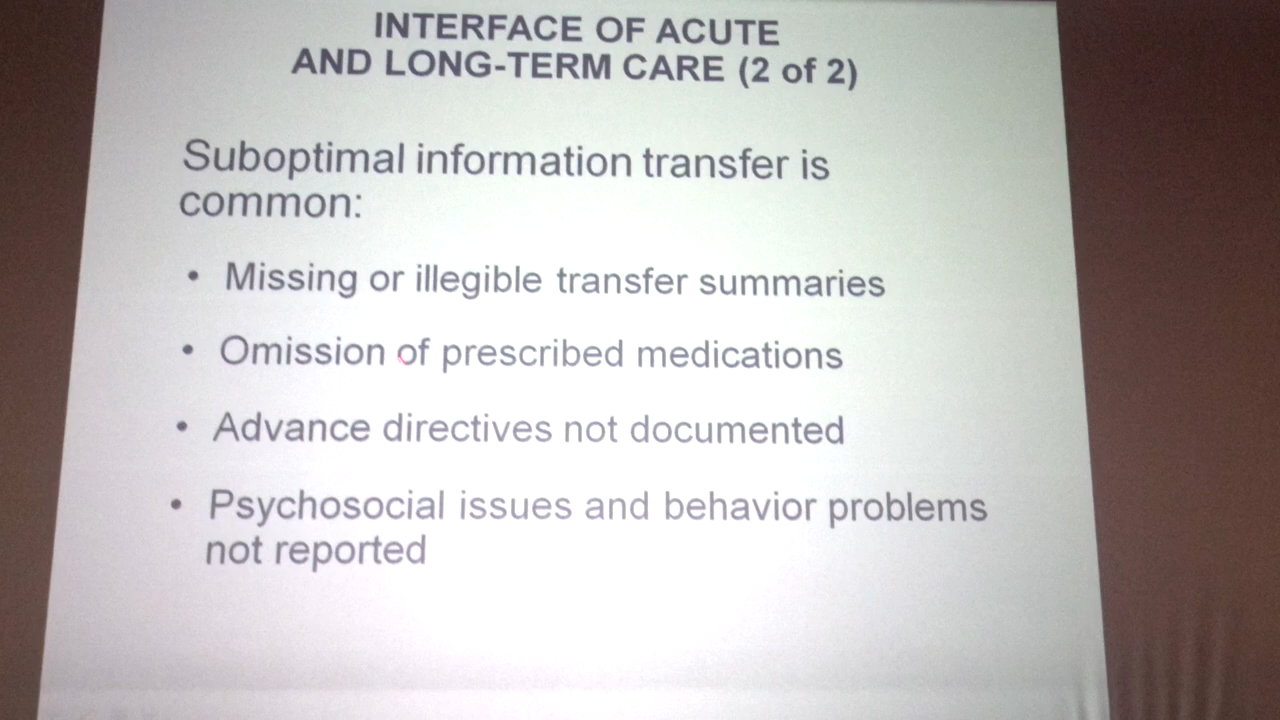 INTERFACE OF ACUTE
AND LONG-TERM CARE (2 of 2)
Suboptimal information transfer is
common:
• Missing or illegible transfer summaries
• Omission of prescribed medications
• Advance directives not documented
• Psychosocial issues and behavior problems
not reported